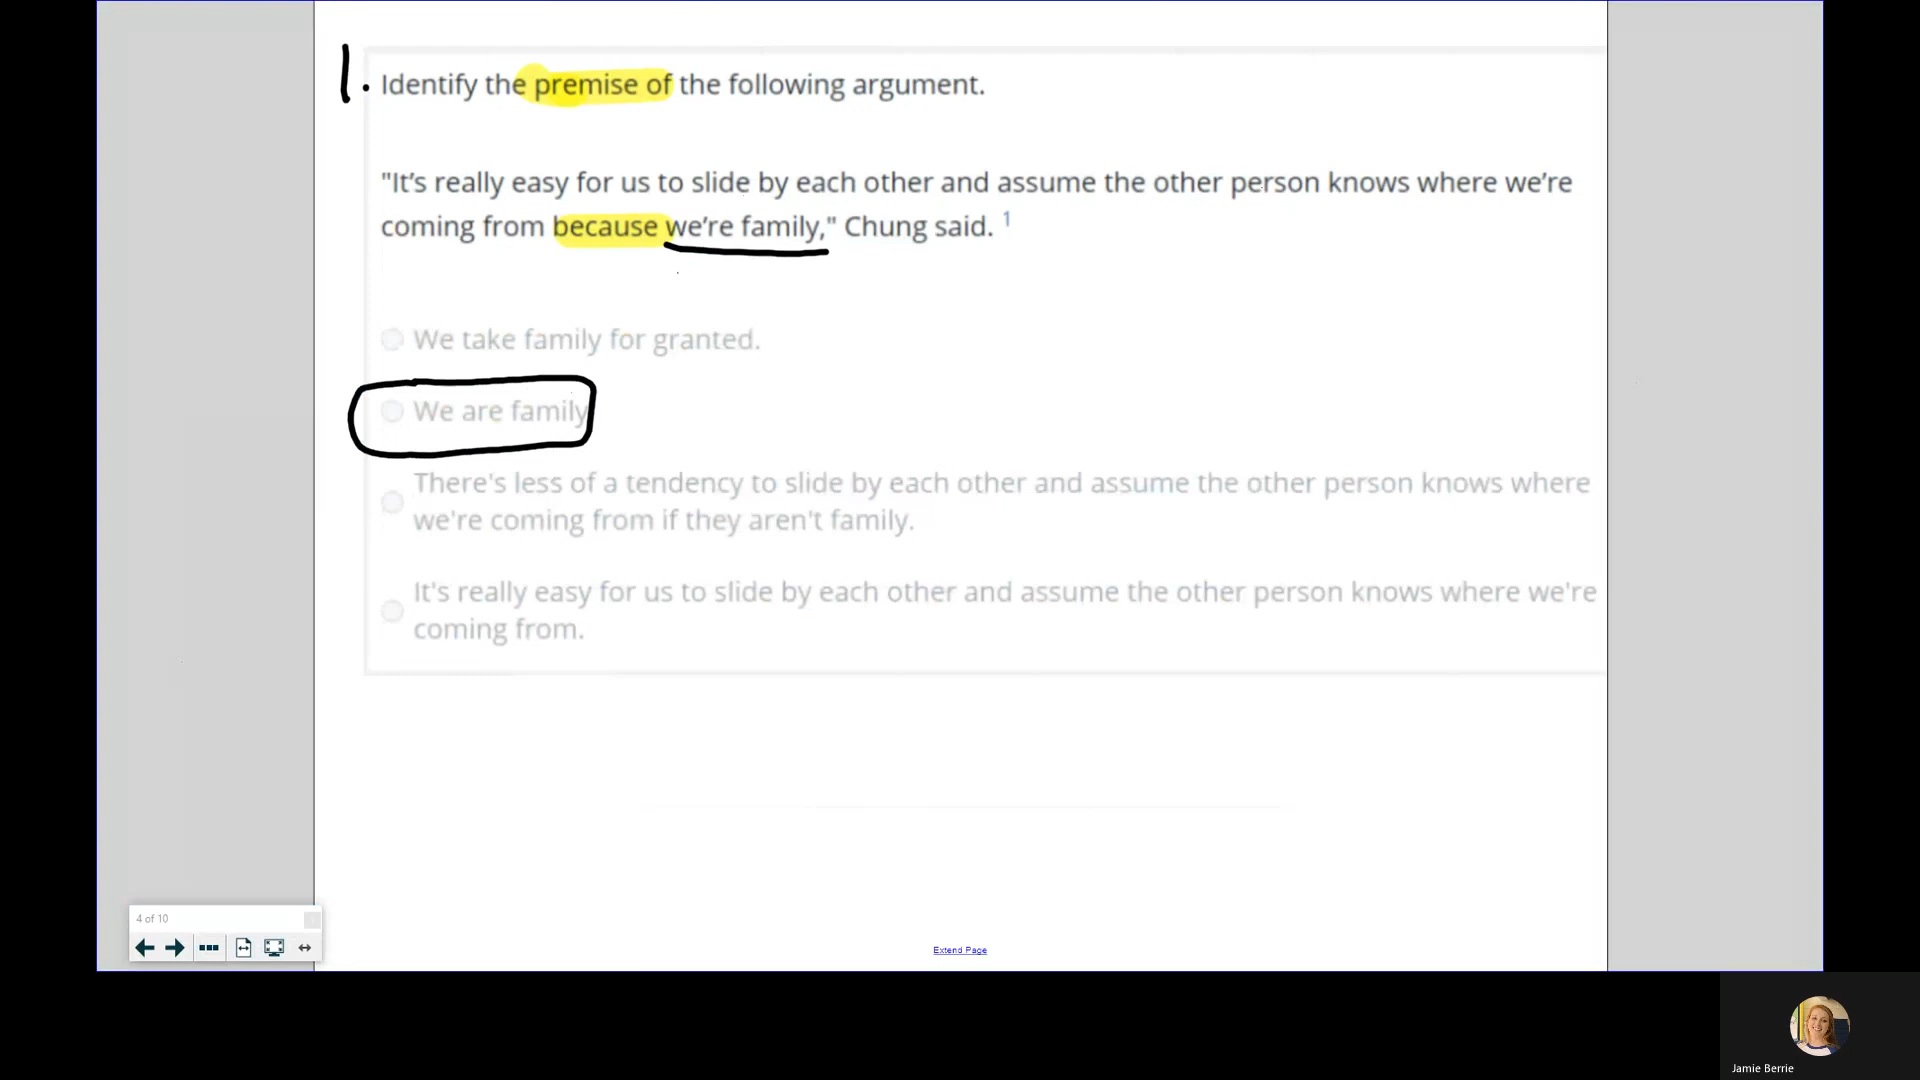 1. Identify the premise of the following argument.
"It’s really easy for us to slide by each other and assume the other person knows where we’re
coming from because we’re family," Chung said. 1
We take family for granted.
We are family
There's less of a tendency to slide by each other and assume the other person knows where
we're coming from if they aren't family.
It's really easy for us to slide by each other and assume the other person knows where we're
coming from.
4 of 10
Extend Page
Jamie Berrie